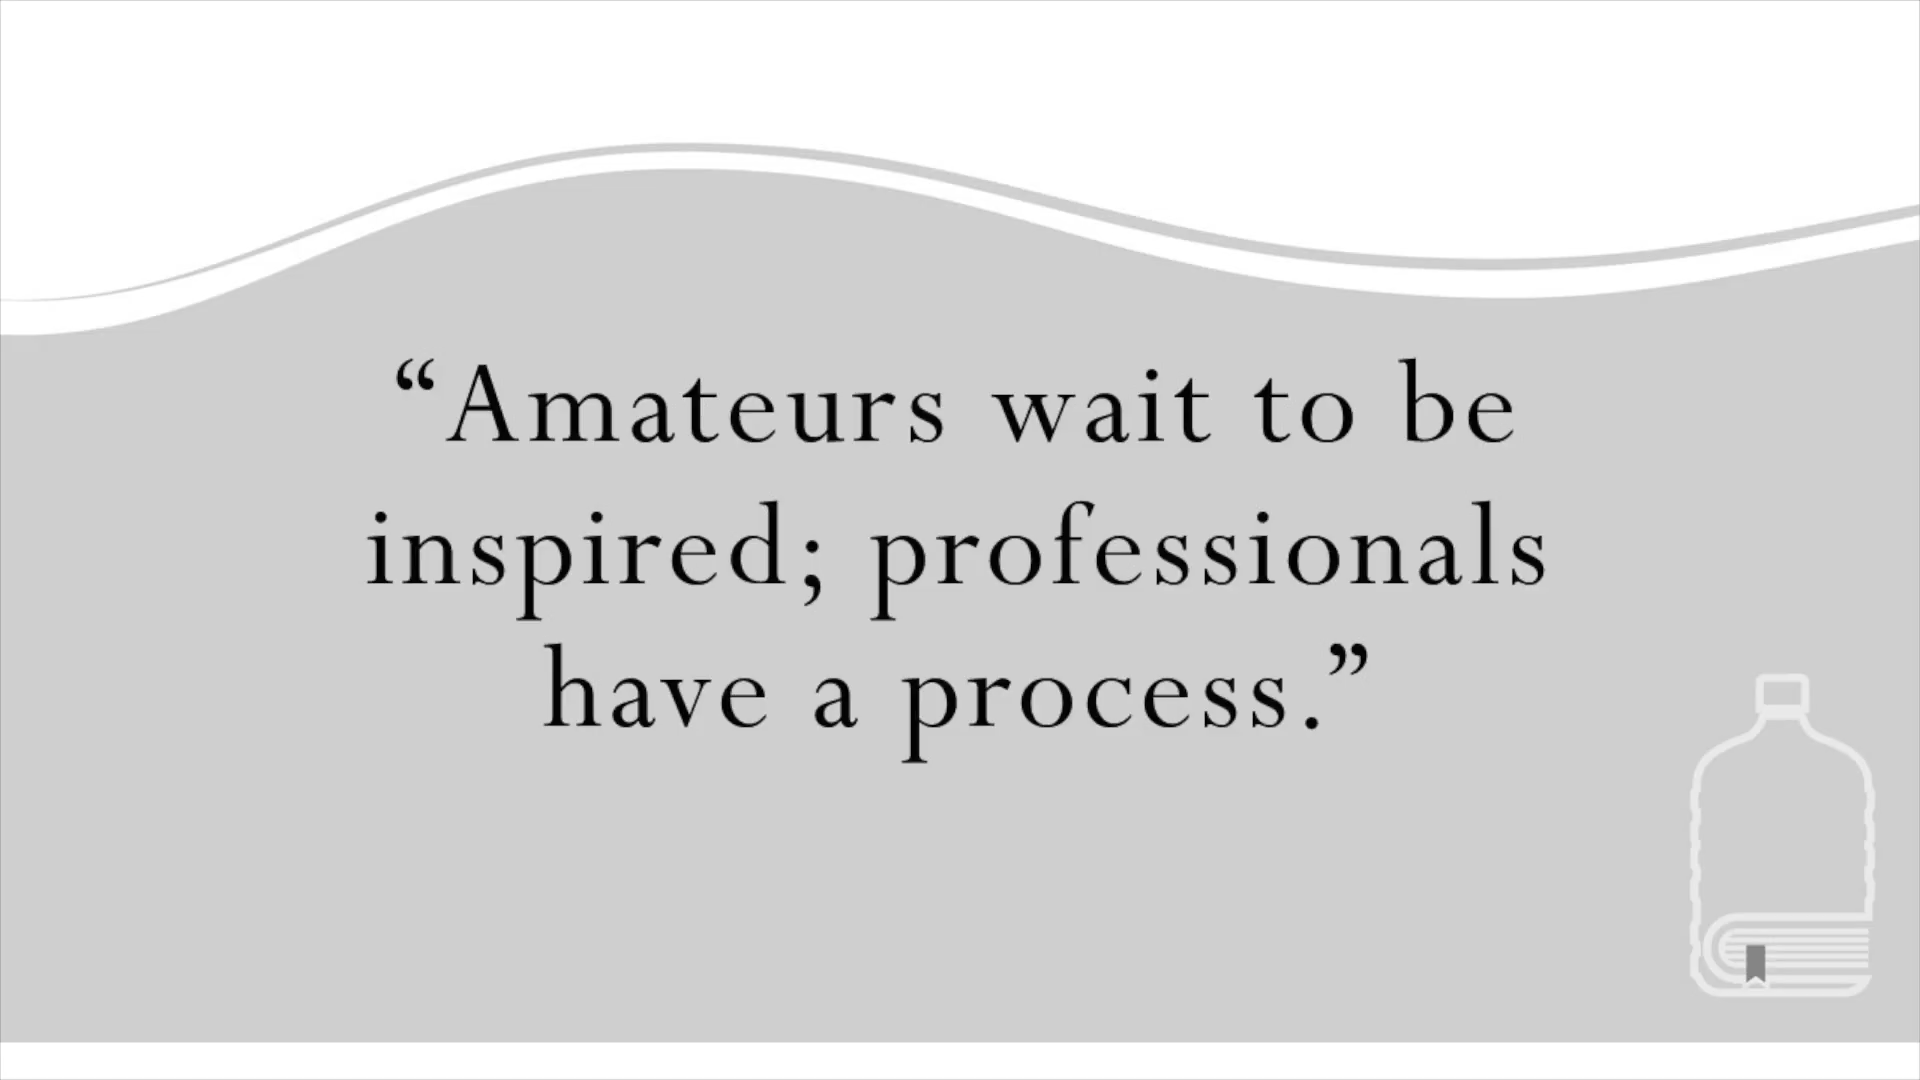 “Amateurs wait to be
inspired; professionals
have a process.”